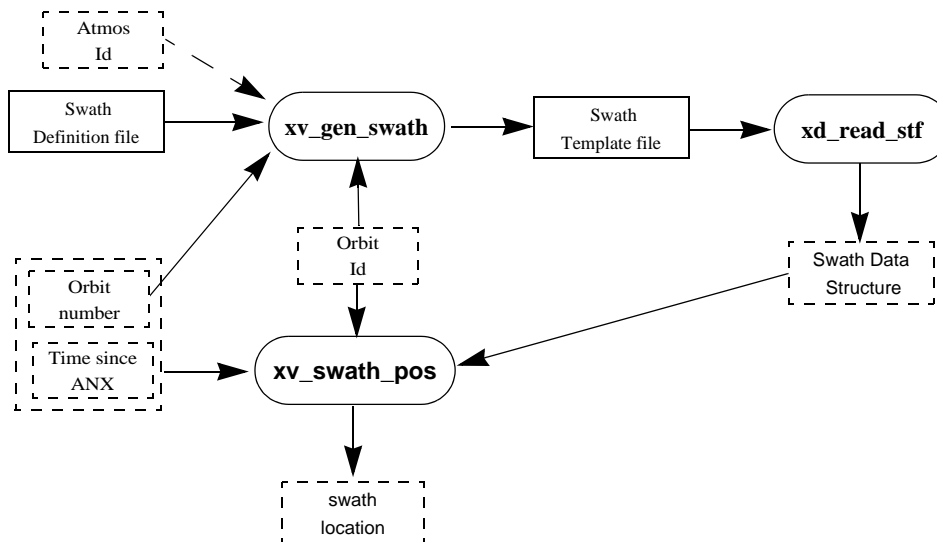 Atmos
Id
Swath
Definition file
xv_gen_swath
Swath
Template file
xd_read_stf
Orbit
Id
Swath Data
Structure
Orbit
number
Time since
ANX
xv_swath_pos
swath
location